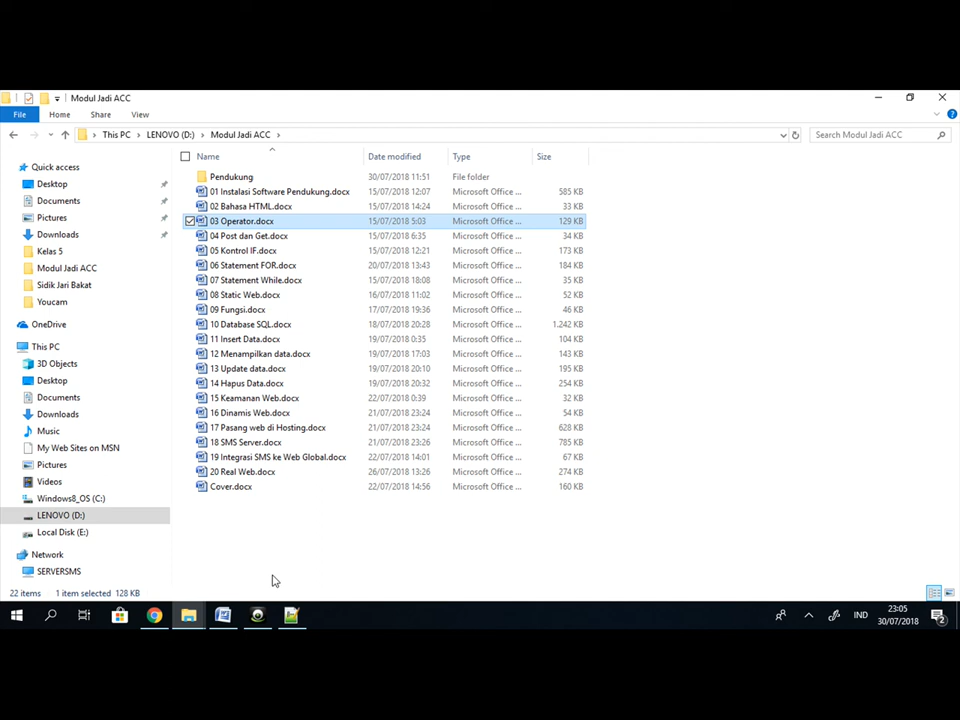 Modul Jadi ACC
File Home Share View
This PC LENOVO (D:) Modul Jadi ACC Search Modul Jadi ACC
Name Date modified Type Size
Quick access
Desktop
Documents
Pictures
Downloads
Kelas 5
Modul Jadi ACC
Sidik Jari Bakat
Youcam
OneDrive
This PC
3D Objects
Desktop
Documents
Downloads
Music
My Web Sites on MSN
Pictures
Videos
Windows8_OS (C:)
LENOVO (D:)
Local Disk (E:)
Network
SERVERSMS
Pendukung 30/07/2018 11:51 File folder
01 Instalasi Software Pendukung.docx 15/07/2018 12:07 Microsoft Office ... 585 KB
02 Bahasa HTML.docx 15/07/2018 14:24 Microsoft Office ... 33 KB
03 Operator.docx 15/07/2018 5:03 Microsoft Office ... 129 KB
04 Post dan Get.docx 15/07/2018 6:35 Microsoft Office ... 34 KB
05 Kontrol IF.docx 15/07/2018 12:21 Microsoft Office ... 173 KB
06 Statement FOR.docx 20/07/2018 13:43 Microsoft Office ... 184 KB
07 Statement While.docx 15/07/2018 18:08 Microsoft Office ... 35 KB
08 Static Web.docx 16/07/2018 11:02 Microsoft Office ... 52 KB
09 Fungsi.docx 17/07/2018 19:36 Microsoft Office ... 46 KB
10 Database SQL.docx 18/07/2018 20:28 Microsoft Office ... 1.242 KB
11 Insert Data.docx 19/07/2018 0:35 Microsoft Office ... 104 KB
12 Menampilkan data.docx 19/07/2018 17:03 Microsoft Office ... 143 KB
13 Update data.docx 19/07/2018 20:10 Microsoft Office ... 195 KB
14 Hapus Data.docx 19/07/2018 20:32 Microsoft Office ... 254 KB
15 Keamanan Web.docx 22/07/2018 0:39 Microsoft Office ... 32 KB
16 Dinamis Web.docx 21/07/2018 23:24 Microsoft Office ... 54 KB
17 Pasang web di Hosting.docx 21/07/2018 23:24 Microsoft Office ... 628 KB
18 SMS Server.docx 21/07/2018 23:26 Microsoft Office ... 785 KB
19 Integrasi SMS ke Web Global.docx 22/07/2018 14:01 Microsoft Office ... 67 KB
20 Real Web.docx 26/07/2018 13:26 Microsoft Office ... 274 KB
Cover.docx 22/07/2018 14:56 Microsoft Office ... 160 KB
22 items 1 item selected 128 KB
IND
23:05
30/07/2018
2